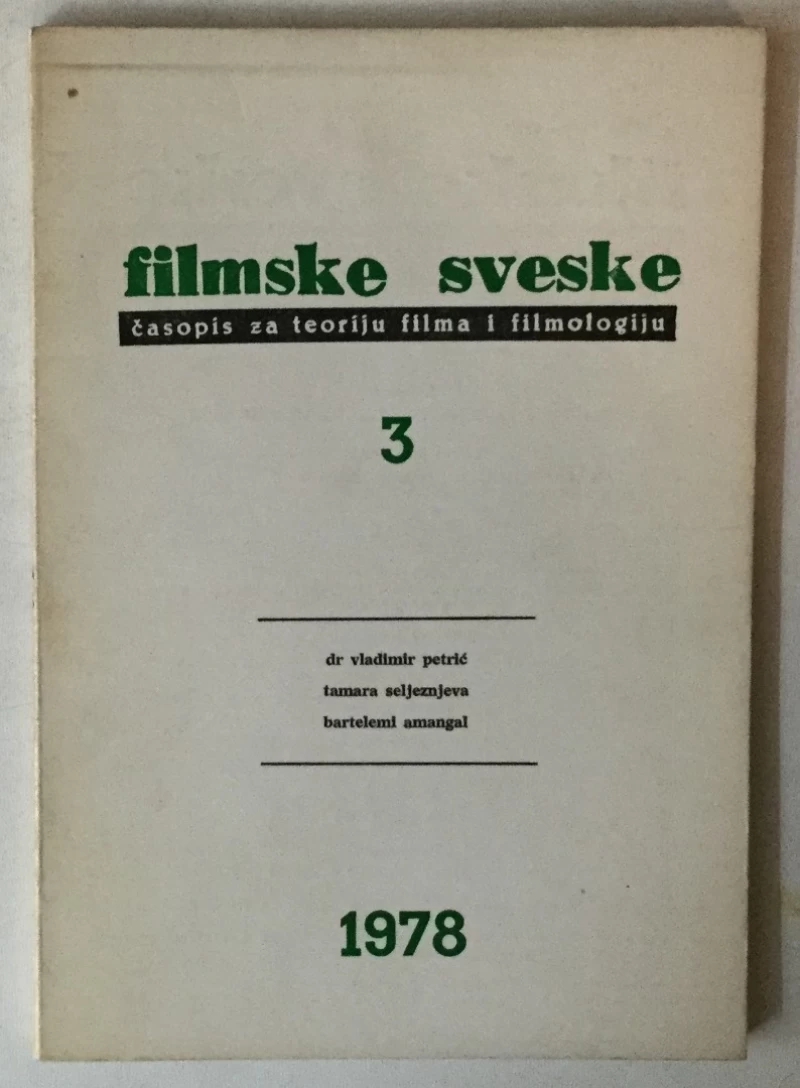 filmske sveske
časopis za teoriju filma i filmologiju
3
dr vladimir petrić
tamara seljeznjeva
bartelemi amangal
1978